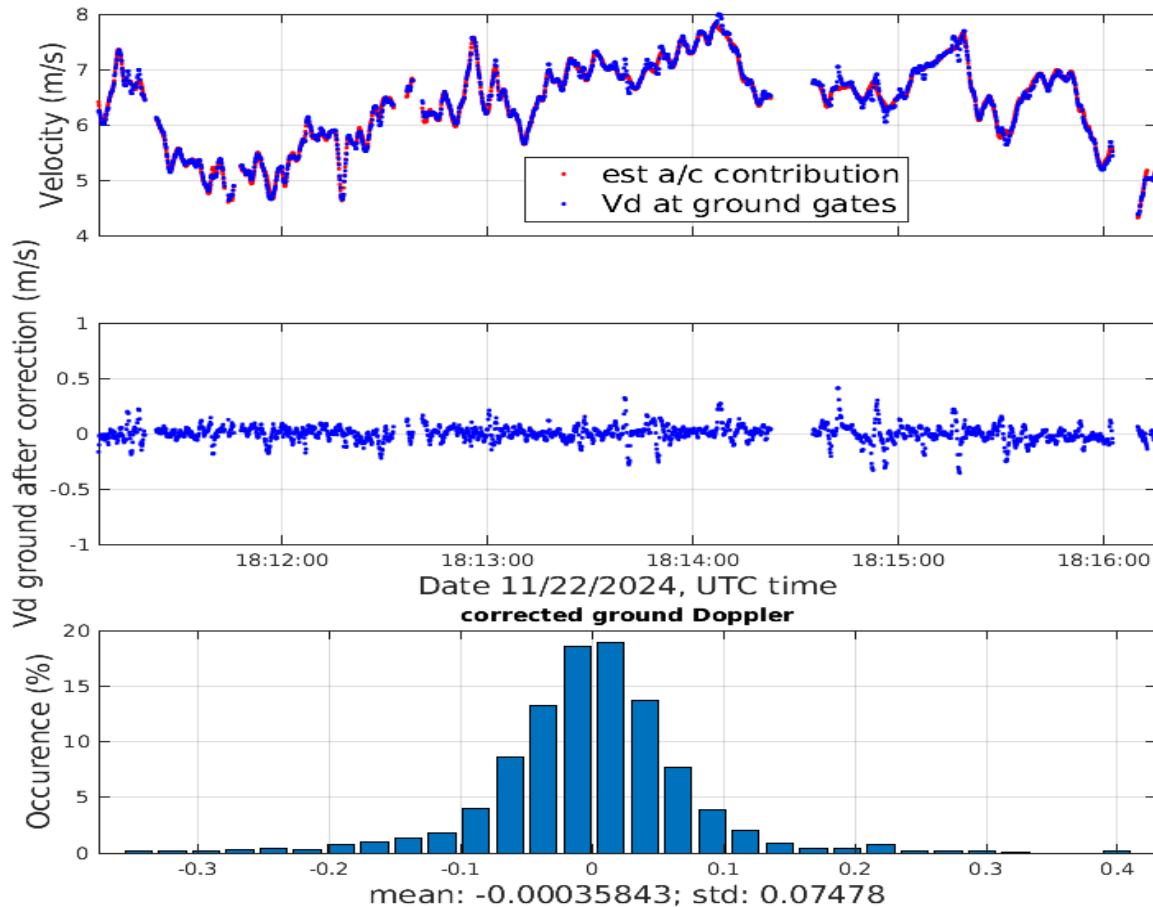 8
7
6
5
4
Velocity (m/s)
est a/c contribution
Vd at ground gates
1
0.5
0
-0.5
-1
Vd ground after correction (m/s)
18:12:00 18:13:00 18:14:00 18:15:00 18:16:00
Date 11/22/2024, UTC time
corrected ground Doppler
20
15
10
5
0
Occurence (%)
-0.3 -0.2 -0.1 0 0.1 0.2 0.3 0.4
mean: -0.00035843; std: 0.07478